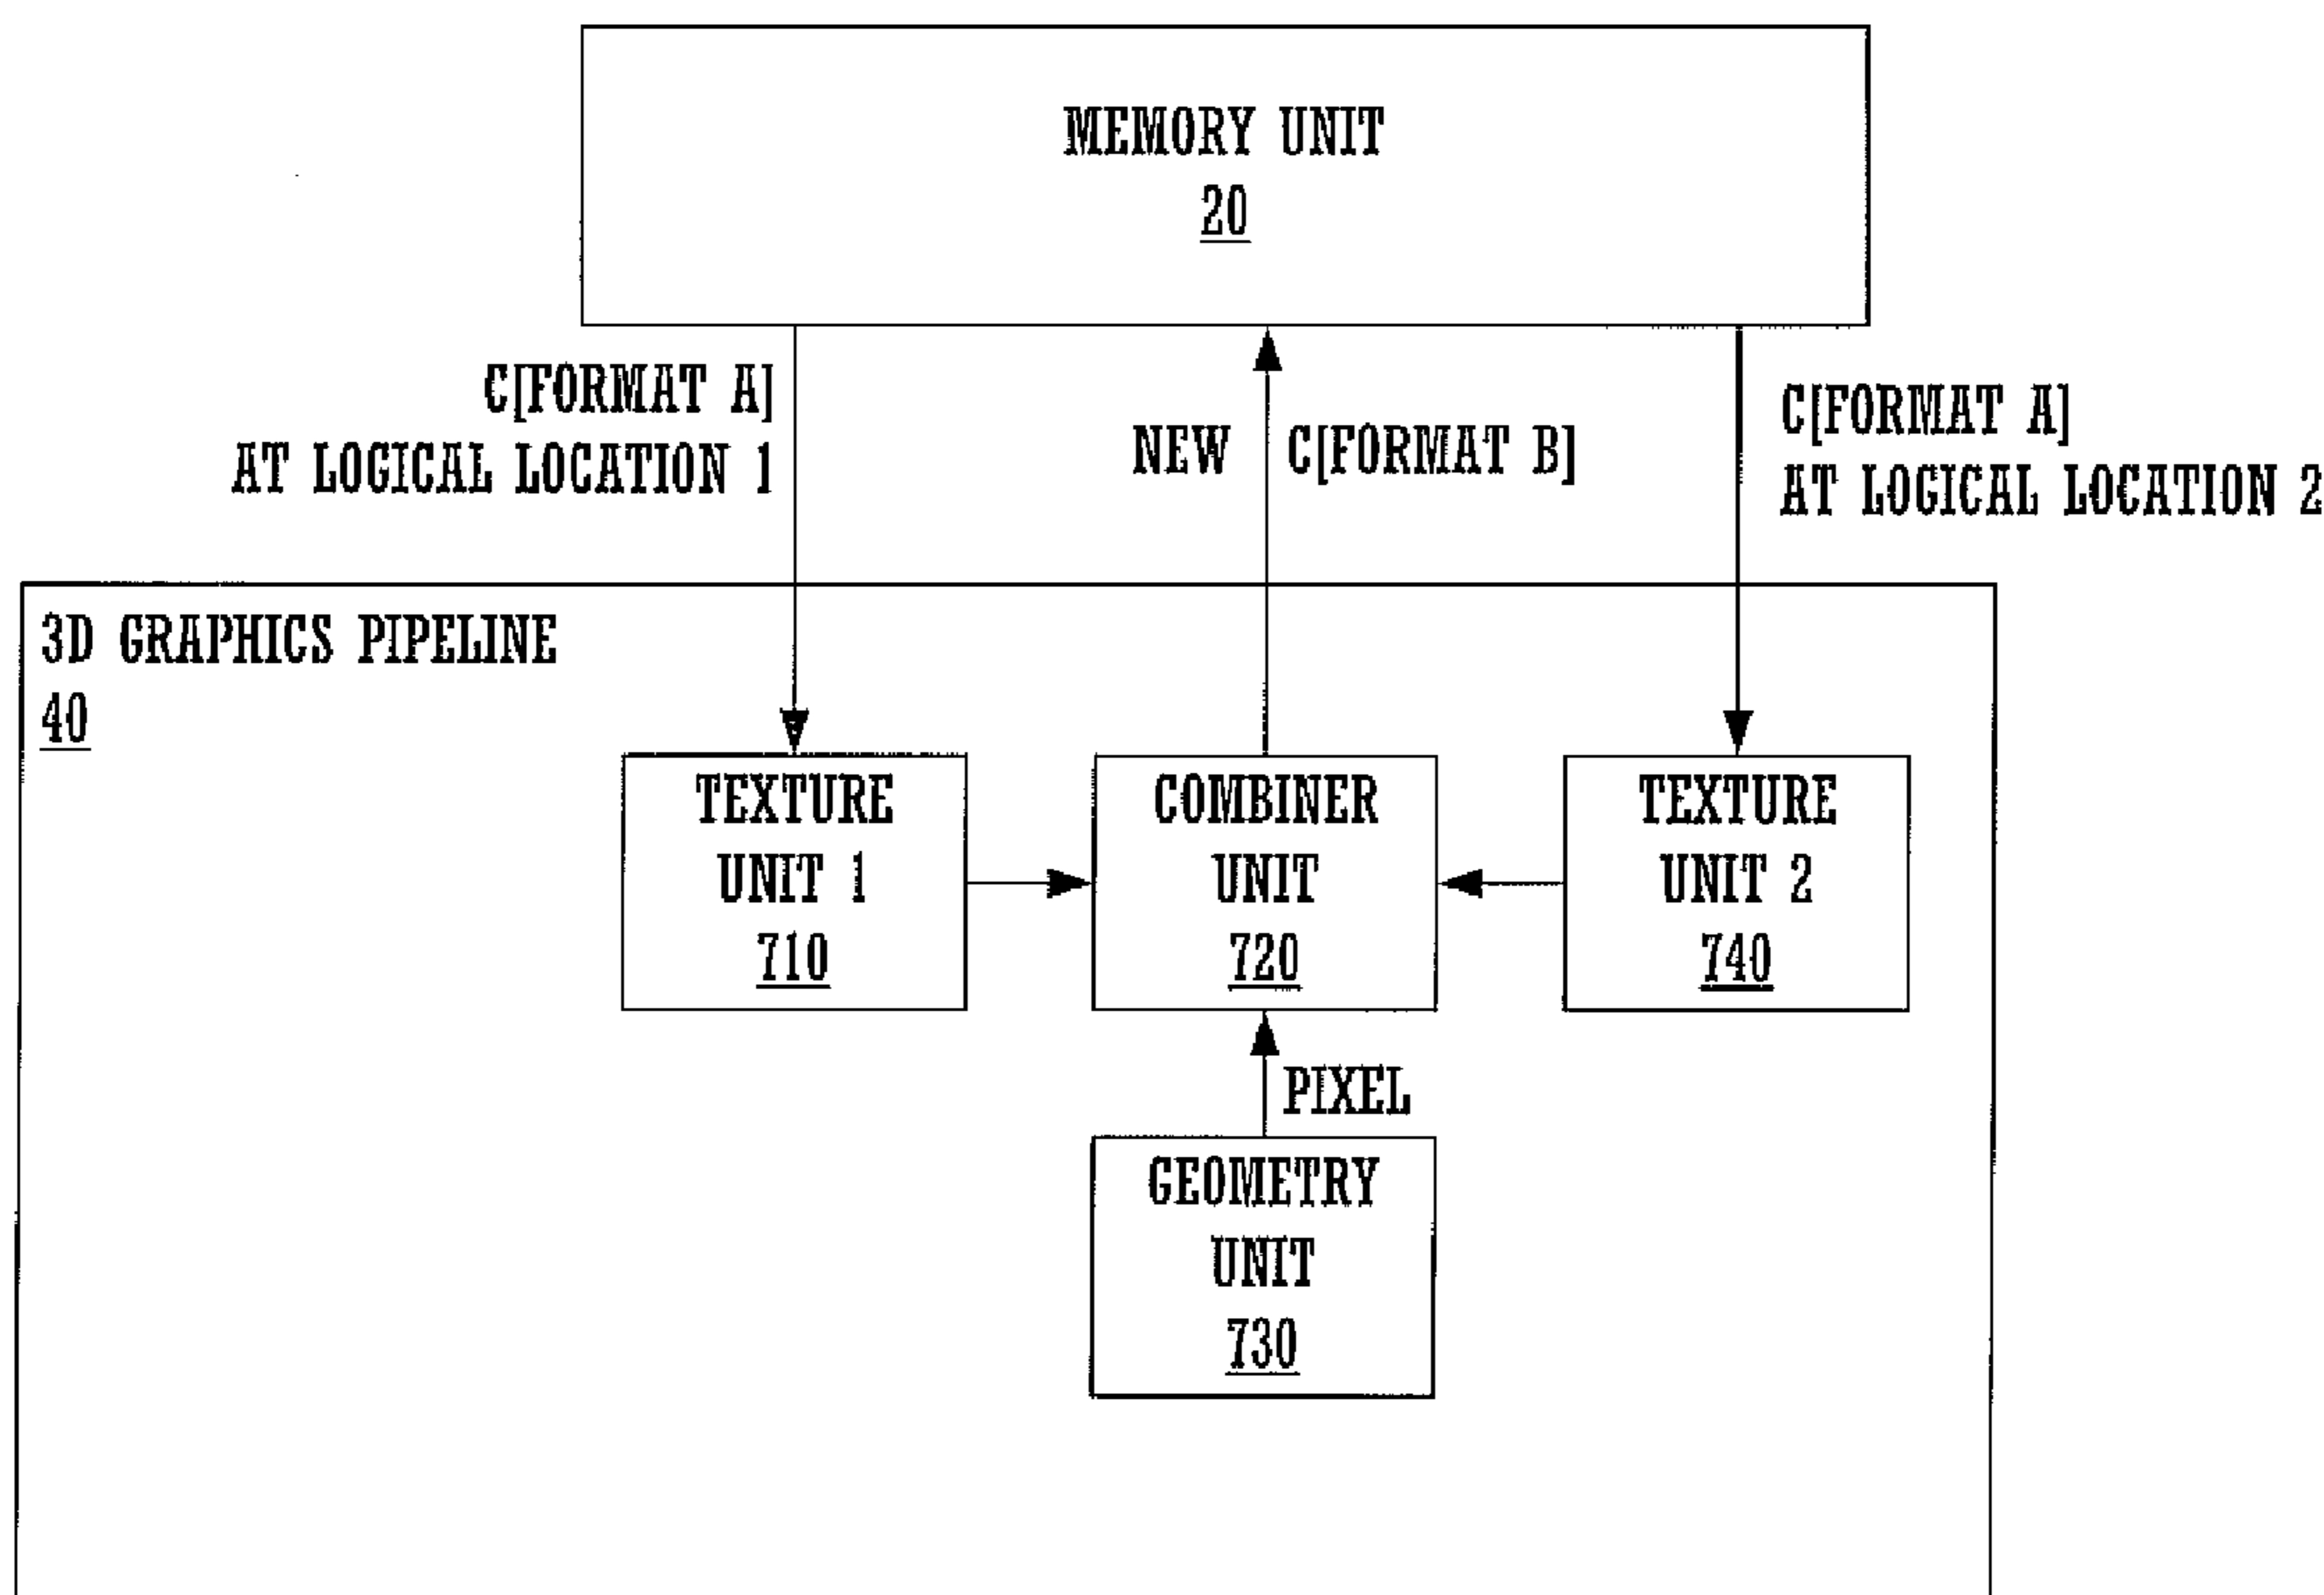 MEMORY UNIT
20
C[FORMAT A]
AT LOGICAL LOCATION 1
NEW C[FORMAT B]
C[FORMAT A]
AT LOGICAL LOCATION 2
3D GRAPHICS PIPELINE
40
TEXTURE
UNIT 1
710
COMBINER
UNIT
720
TEXTURE
UNIT 2
740
PIXEL
GEOMETRY
UNIT
730